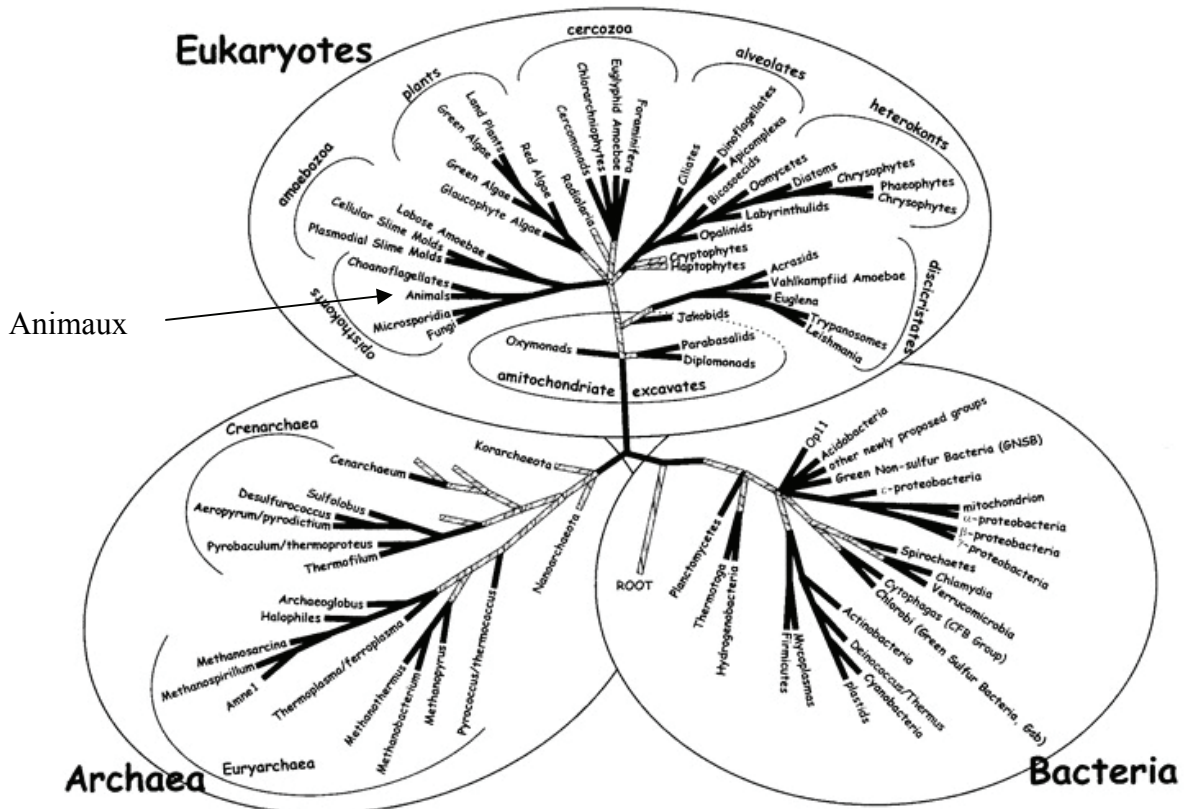 Eukaryotes
cercozoa
alveolates
plants
heterokonts
amoebozoa
opisthokonts
discicristates
Land Plants
Green Algae
Red Algae
Green Algae
Glaucophyte Algae
Radiolaria
Cercomonads
Chlorarchniophytes
Euglyphid Amoebae
Foraminifera
Ciliates
Dinoflagellates
Apicomplexa
Bicosoecids
Oomycetes
Diatoms
Chrysophytes
Phaeophytes
Chrysophytes
Labyrinthulids
Opalinids
Cryptophytes
Haptophytes
Lobose Amoebae
Cellular Slime Molds
Plasmodial Slime Molds
Choanoflagellates
Animals
Microsporidia
Fungi
Animaux
Acrasids
Vahlkampfiid Amoebae
Euglena
Trypanosomes
Leishmania
Jakobids
Oxymonads
Parabasalids
Diplomonads
amitochondriate excavates
Crenarchaea
Korarchaeota
Cenarchaeum
Sulfolobus
Desulfurococcus
Aeropyrum/pyrodictium
Pyrobaculum/thermoproteus
Thermofilum
Nanoarchaeota
Archaeoglobus
Halophiles
Methanosarcina
Methanospirillum
Amne1
Thermoplasma/ferroplasma
Methanothermus
Methanobacterium
Methanopyrus
Pyrococcus/thermococcus
Euryarchaea
Archaea
ROOT
Op11
Acidobacteria
other newly proposed groups
Green Non-sulfur Bacteria (GNSB)
ε-proteobacteria
mitochondrion
α-proteobacteria
β-proteobacteria
γ-proteobacteria
Spirochaetes
Chlamydia
Verrucomicrobia
Cytophagas (CFB Group)
Chlorobi (Green Sulfur Bacteria, Gsb)
Planctomycetes
Thermotoga
Hydrogenobacteria
Firmicutes
Mycoplasmas
Actinobacteria
Deinococcus/Thermus
Cyanobacteria
plastids
Bacteria